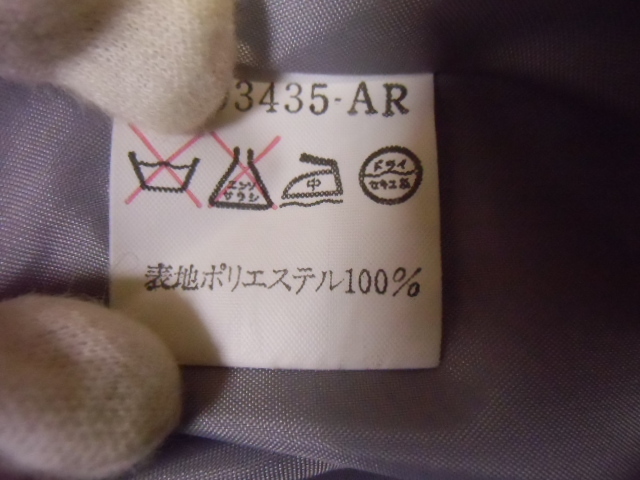 3435-AR
エンソ
サラシ
中
ドライ
セキユ系
表地ポリエステル100%